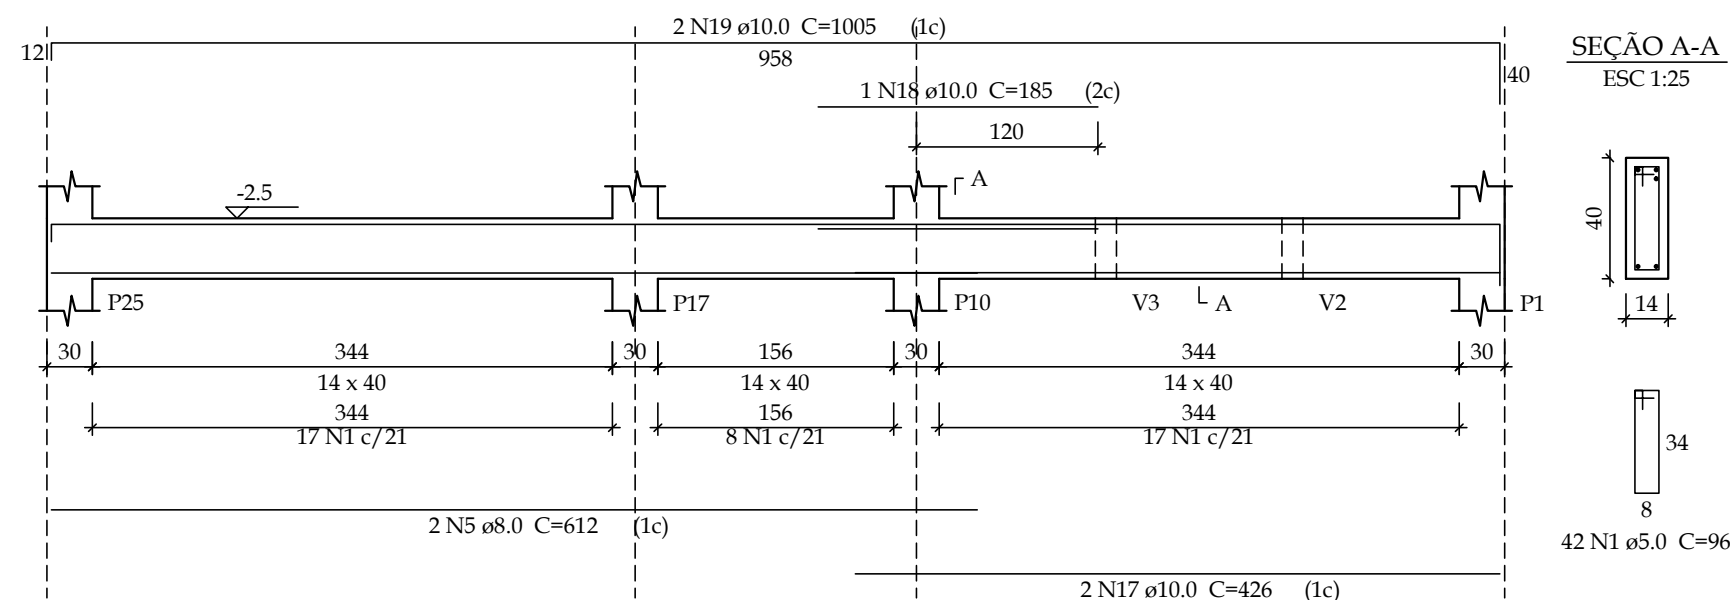 2 N19 ø10.0 C=1005 (1c)
12
958
40
SEÇÃO A-A
ESC 1:25
1 N18 ø10.0 C=185 (2c)
120
A
-2.5
40
14
P25
P17
P10
V3
A
V2
P1
30 344 30 156 30 344 30
14 x 40 14 x 40 14 x 40
344 156 344
17 N1 c/21 8 N1 c/21 17 N1 c/21
34
8
2 N5 ø8.0 C=612 (1c)
42 N1 ø5.0 C=96
2 N17 ø10.0 C=426 (1c)